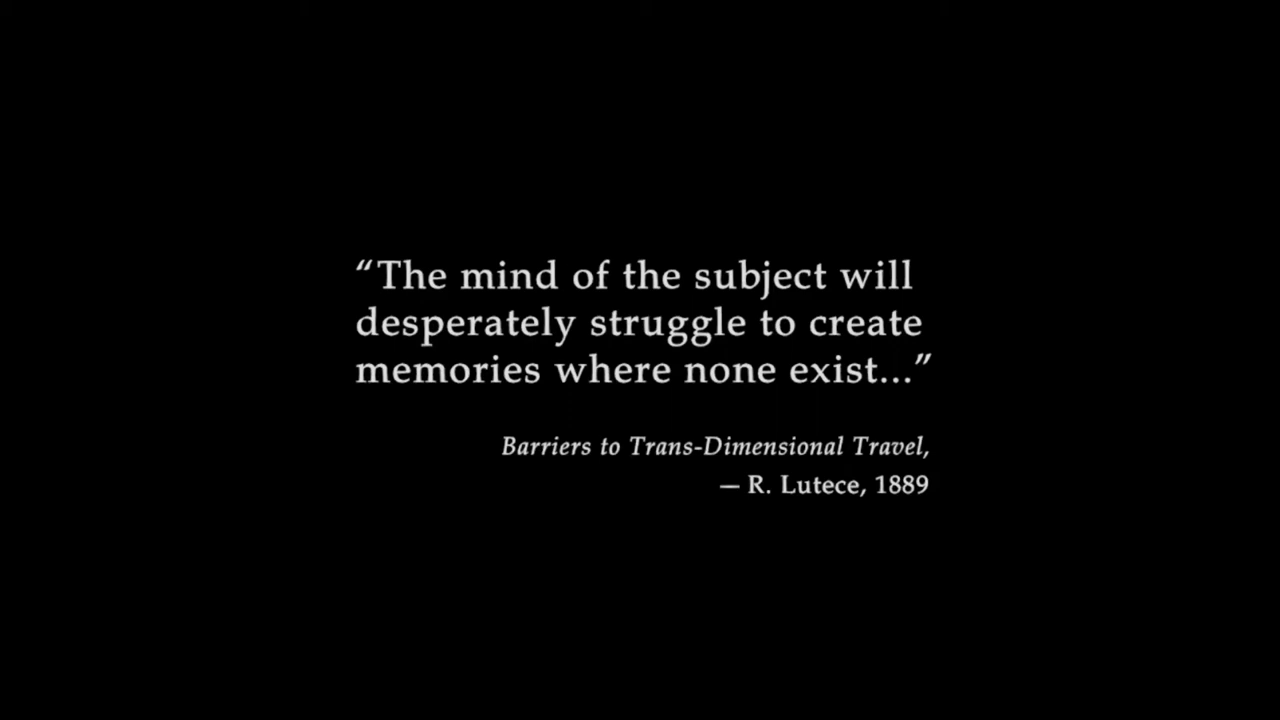 “The mind of the subject will
desperately struggle to create
memories where none exist...”
Barriers to Trans-Dimensional Travel,
— R. Lutece, 1889